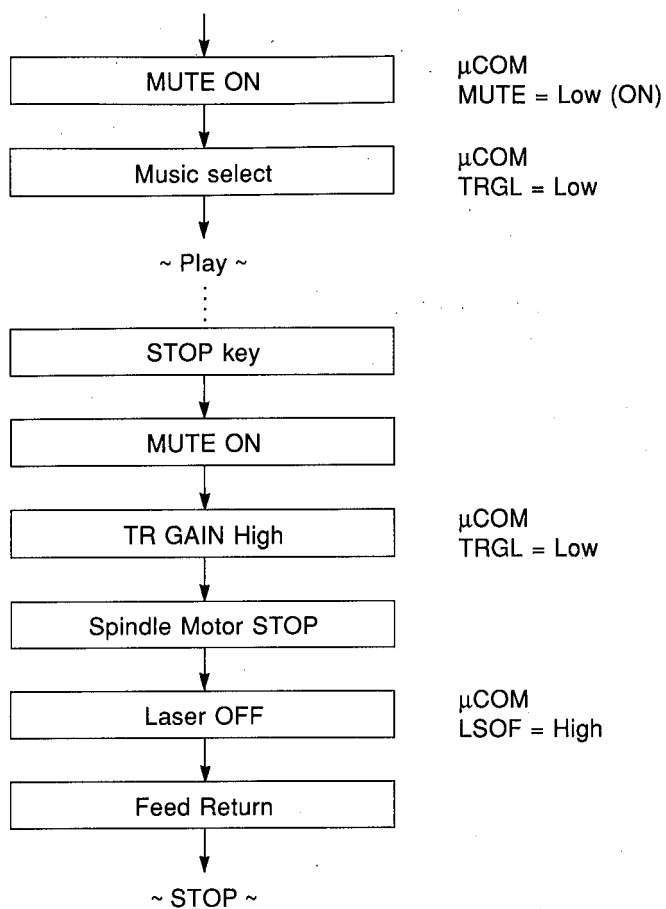 MUTE ON
µCOM
MUTE = Low (ON)
Music select
µCOM
TRGL = Low
~ Play ~
STOP key
MUTE ON
TR GAIN High
µCOM
TRGL = Low
Spindle Motor STOP
Laser OFF
µCOM
LSOF = High
Feed Return
~ STOP ~